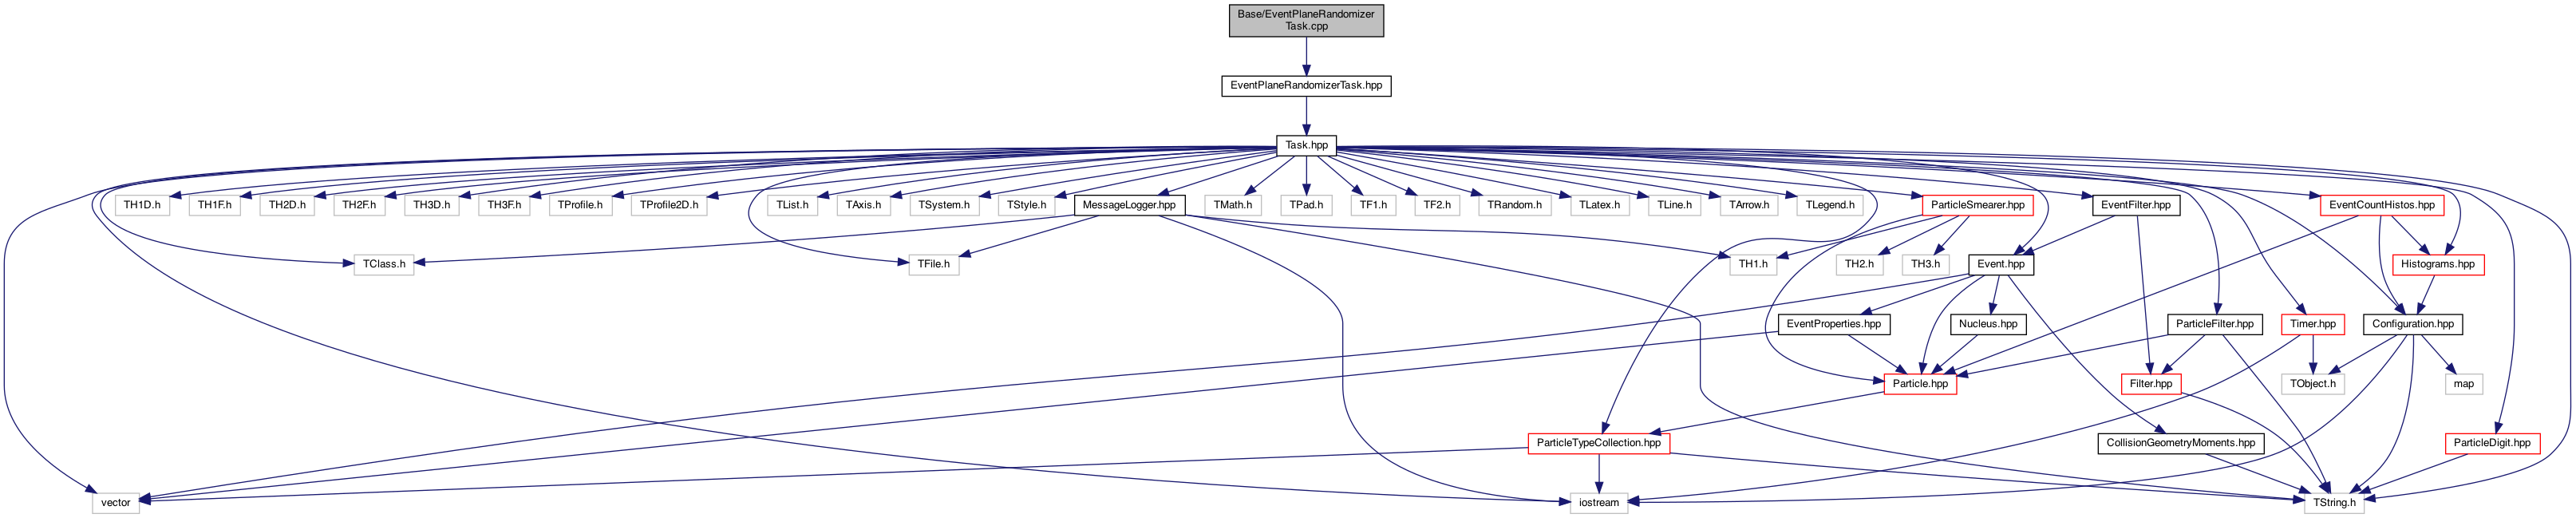 Base/EventPlaneRandomizer
Task.cpp
EventPlaneRandomizerTask.hpp
Task.hpp
TH1D.h
TH1F.h
TH2D.h
TH2F.h
TH3D.h
TH3F.h
TProfile.h
TProfile2D.h
TList.h
TAxis.h
TSystem.h
TStyle.h
MessageLogger.hpp
TMath.h
TPad.h
TF1.h
TF2.h
TRandom.h
TLatex.h
TLine.h
TArrow.h
TLegend.h
ParticleSmearer.hpp
EventFilter.hpp
EventCountHistos.hpp
TClass.h
TFile.h
TH1.h
TH2.h
TH3.h
Event.hpp
Histograms.hpp
EventProperties.hpp
Nucleus.hpp
ParticleFilter.hpp
Timer.hpp
Configuration.hpp
Particle.hpp
Filter.hpp
TObject.h
map
ParticleTypeCollection.hpp
CollisionGeometryMoments.hpp
ParticleDigit.hpp
vector
iostream
TString.h